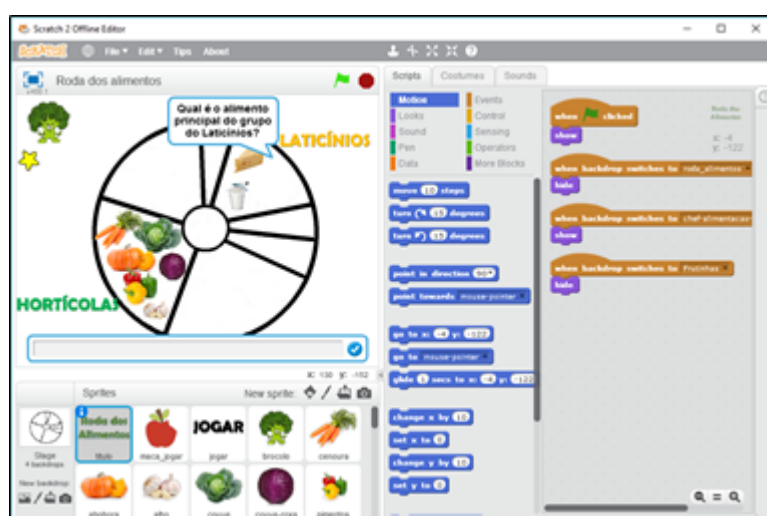 Scratch 2 Offline Editor
SCRATCH File Edit Tips About
Roda dos alimentos
Qual é o alimento
principal do grupo
do Laticínios?
LATICÍNIOS
HORTÍCOLAS
x: 130 y: -152
Sprites New sprite:
Stage
4 backdrops
New backdrop:
Roda dos
Alimentos
título
maca_jogar
JOGAR
jogar
brocolo
cenoura
abobora
alho
couve
couve-roxa
pimentos
Scripts Costumes Sounds
Motion Events
Looks Control
Sound Sensing
Pen Operators
Data More Blocks
move 10 steps
turn 15 degrees
turn 15 degrees
point in direction 90
point towards mouse-pointer
go to x: -4 y: -122
go to mouse-pointer
glide 1 secs to x: -4 y: -122
change x by 10
set x to 0
change y by 10
set y to 0
when clicked
show
when backdrop switches to roda_alimentos
hide
when backdrop switches to chef-alimentacao-
show
when backdrop switches to Frutinhas
hide
Roda dos
Alimentos
x: -4
y: -122